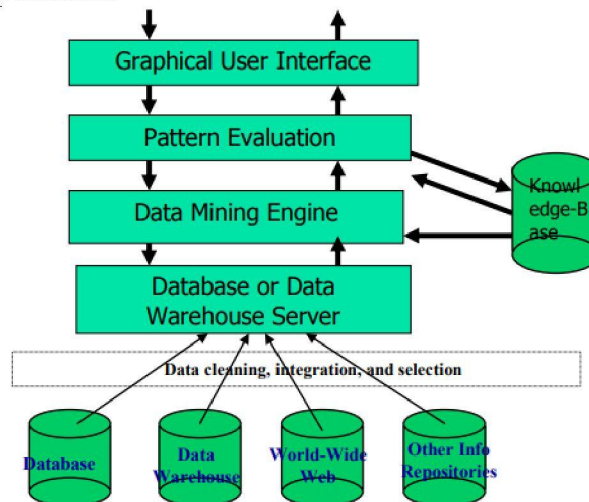 Graphical User Interface
Pattern Evaluation
Knowl
edge-B
ase
Data Mining Engine
Database or Data
Warehouse Server
Data cleaning, integration, and selection
Database
Data
Warehouse
World-Wide
Web
Other Info
Repositories